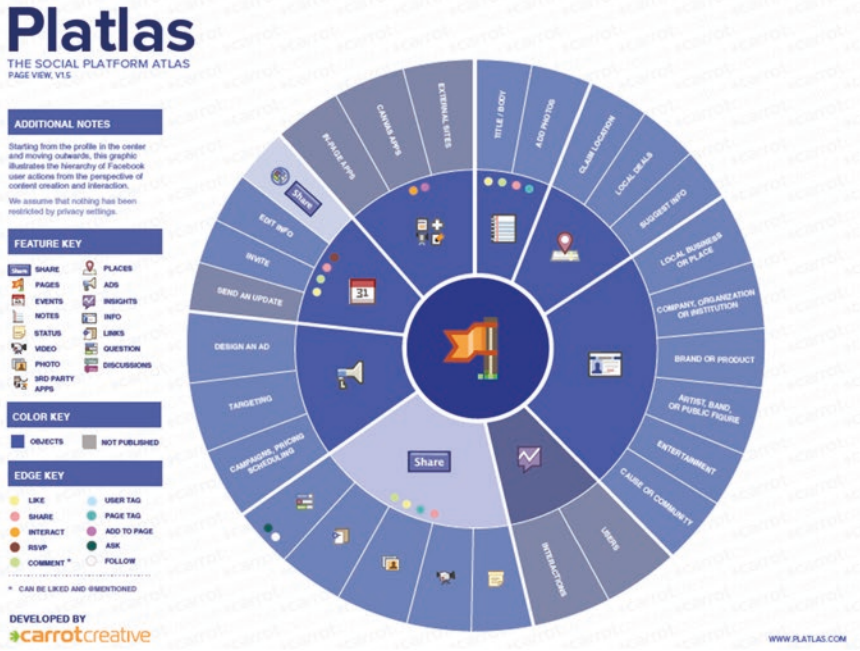 Platlas
THE SOCIAL PLATFORM ATLAS
PAGE VIEW, V1.5
ADDITIONAL NOTES
Starting from the profile in the center
and moving outwards, this graphic
illustrates the hierarchy of Facebook
user actions from the perspective of
content creation and interaction.
We assume that nothing has been
restricted by privacy settings.
FEATURE KEY
Share SHARE
PAGES
EVENTS
NOTES
STATUS
VIDEO
PHOTO
3RD PARTY
APPS
PLACES
ADS
INSIGHTS
INFO
LINKS
QUESTION
DISCUSSIONS
COLOR KEY
OBJECTS
NOT PUBLISHED
EDGE KEY
LIKE
SHARE
INTERACT
RSVP
COMMENT *
USER TAG
PAGE TAG
ADD TO PAGE
ASK
FOLLOW
* CAN BE LIKED AND @MENTIONED
DEVELOPED BY
carrotcreative
IN-PAGE APPS
CANVAS APPS
EXTERNAL SITES
TITLE / BODY
ADD PHOTOS
CLAIM LOCATION
LOCAL DEALS
SUGGEST INFO
LOCAL BUSINESS
OR PLACE
COMPANY, ORGANIZATION
OR INSTITUTION
BRAND OR PRODUCT
ARTIST, BAND,
OR PUBLIC FIGURE
ENTERTAINMENT
CAUSE OR COMMUNITY
USERS
INTERACTIONS
Share
CAMPAIGNS, PRICING
SCHEDULING
TARGETING
DESIGN AN AD
SEND AN UPDATE
INVITE
EDIT INFO
Share
31
WWW.PLATLAS.COM